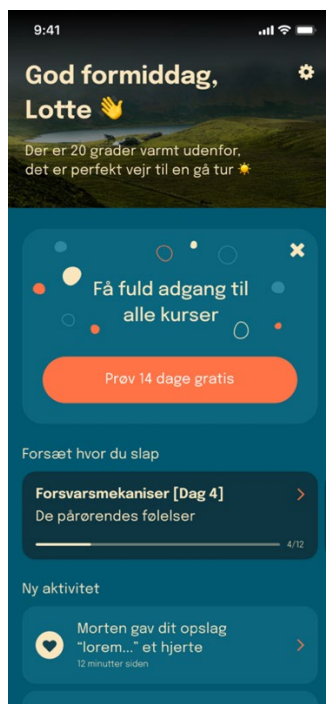 9:41
God formiddag,
Lotte 👋
Der er 20 grader varmt udenfor,
det er perfekt vejr til en gå tur ☀️
Få fuld adgang til
alle kurser
Prøv 14 dage gratis
Forsæt hvor du slap
Forsvarsmekaniser [Dag 4]
De pårørendes følelser
4/12
Ny aktivitet
Morten gav dit opslag
“lorem...” et hjerte
12 minutter siden